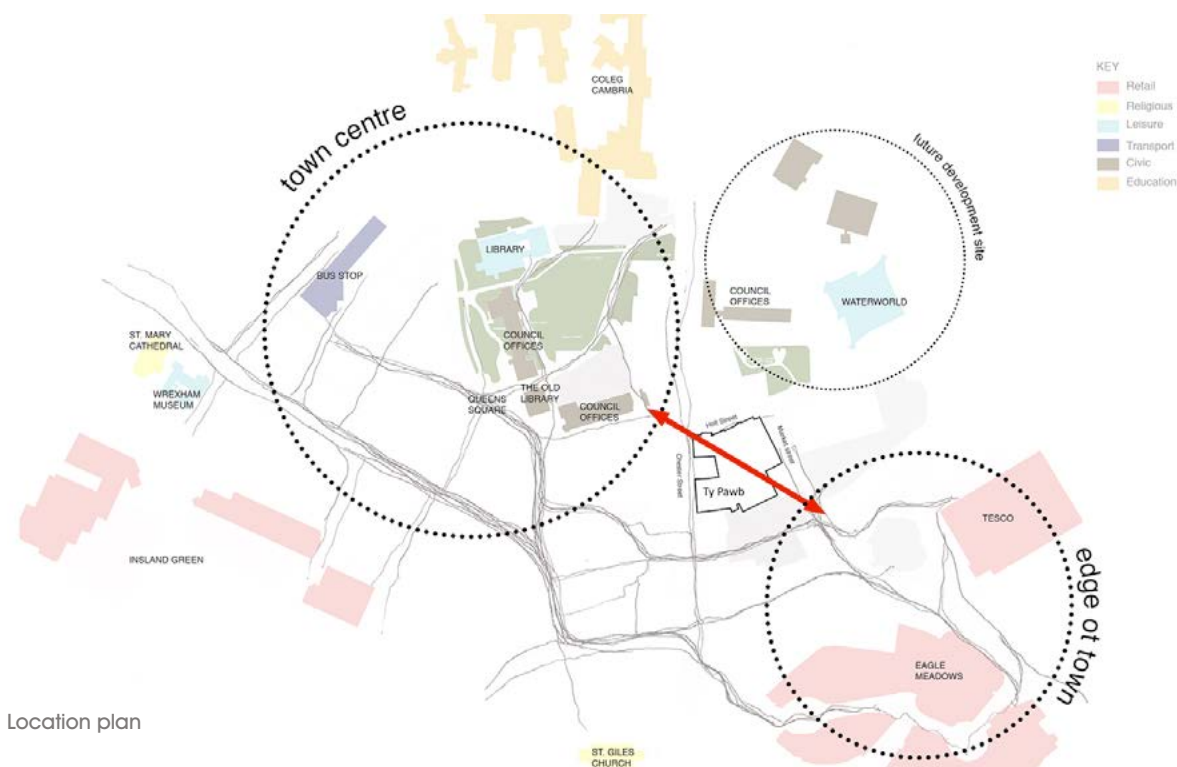 COLEG
CAMBRIA
KEY
Retail
Religious
Leisure
Transport
Civic
Education
town centre
future development site
LIBRARY
BUS STOP
COUNCIL
OFFICES
WATERWORLD
ST. MARY
CATHEDRAL
COUNCIL
OFFICES
WREXHAM
MUSEUM
QUEENS
SQUARE
THE OLD
LIBRARY
COUNCIL
OFFICES
Holt Street
Market street
Chester Street
Ty Pawb
TESCO
INSLAND GREEN
edge ot town
EAGLE
MEADOWS
Location plan
ST. GILES
CHURCH